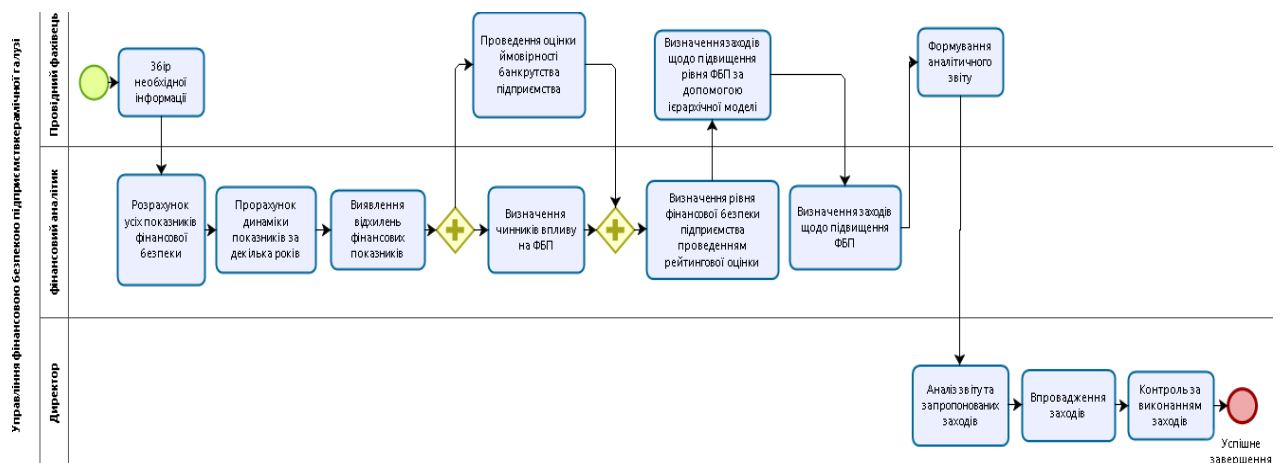 Управління фінансовою безпекою підприємствкерамічної галузі
Провідний фахівець
Збір
необхідної
інформації
Проведення оцінки
ймовірності
банкрутства
підприємства
Визначення заходів
щодо підвищення
рівня ФБП за
допомогою
ієрархічної моделі
Формування
аналітичного
звіту
фінансовий аналітик
Розрахунок
усіх показників
фінансової
безпеки
Прорахунок
динаміки
показників за
декілька років
Виявлення
відхилень
фінансових
показників
Визначення
чинників впливу
на ФБП
Визначення рівня
фінансової безпеки
підприємства
проведенням
рейтингової оцінки
Визначення заходів
щодо підвищення
ФБП
Директор
Аналіз звіту та
запропонованих
заходів
Впровадження
заходів
Контроль за
виконанням
заходів
Успішне
завершення